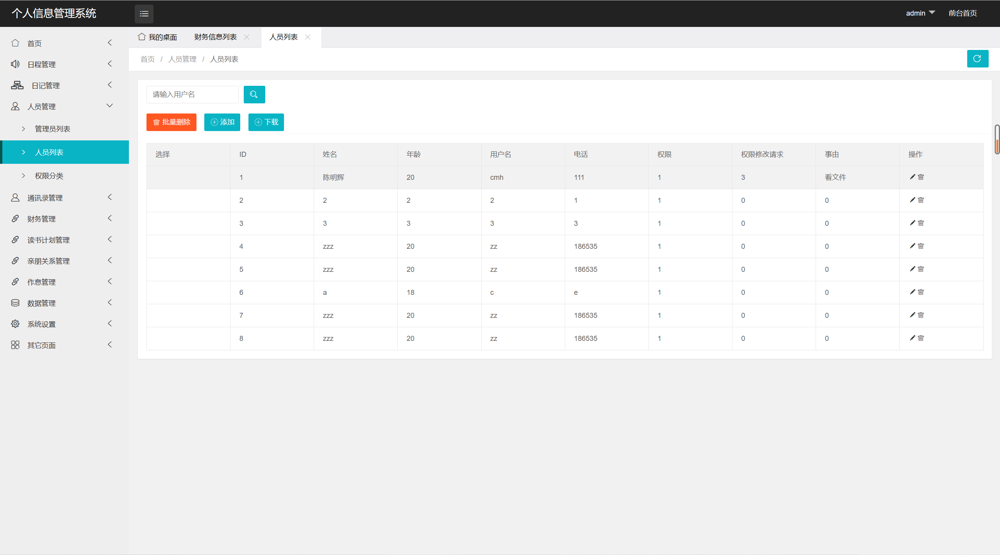 个人信息管理系统
admin 前台首页
我的桌面 财务信息列表 人员列表
首页 / 人员管理 / 人员列表
首页
日程管理
日记管理
人员管理
管理员列表
人员列表
权限分类
通讯录管理
财务管理
读书计划管理
亲朋关系管理
作息管理
数据管理
系统设置
其它页面
请输入用户名
批量删除 添加 下载
选择 ID 姓名 年龄 用户名 电话 权限 权限修改请求 事由 操作
1 陈明辉 20 cmh 111 1 3 看文件
2 2 2 2 1 1 0 0
3 3 3 3 3 1 0 0
4 zzz 20 zz 186535 1 0 0
5 zzz 20 zz 186535 1 0 0
6 a 18 c e 1 0 0
7 zzz 20 zz 186535 1 0 0
8 zzz 20 zz 186535 1 0 0